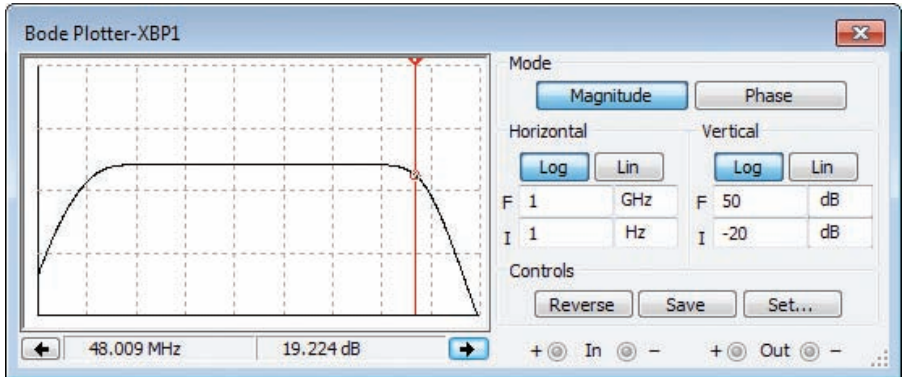 Bode Plotter-XBP1
Mode
Magnitude Phase
Horizontal Vertical
Log Lin Log Lin
F 1 GHz F 50 dB
I 1 Hz I -20 dB
Controls
Reverse Save Set...
48.009 MHz 19.224 dB + In - + Out -